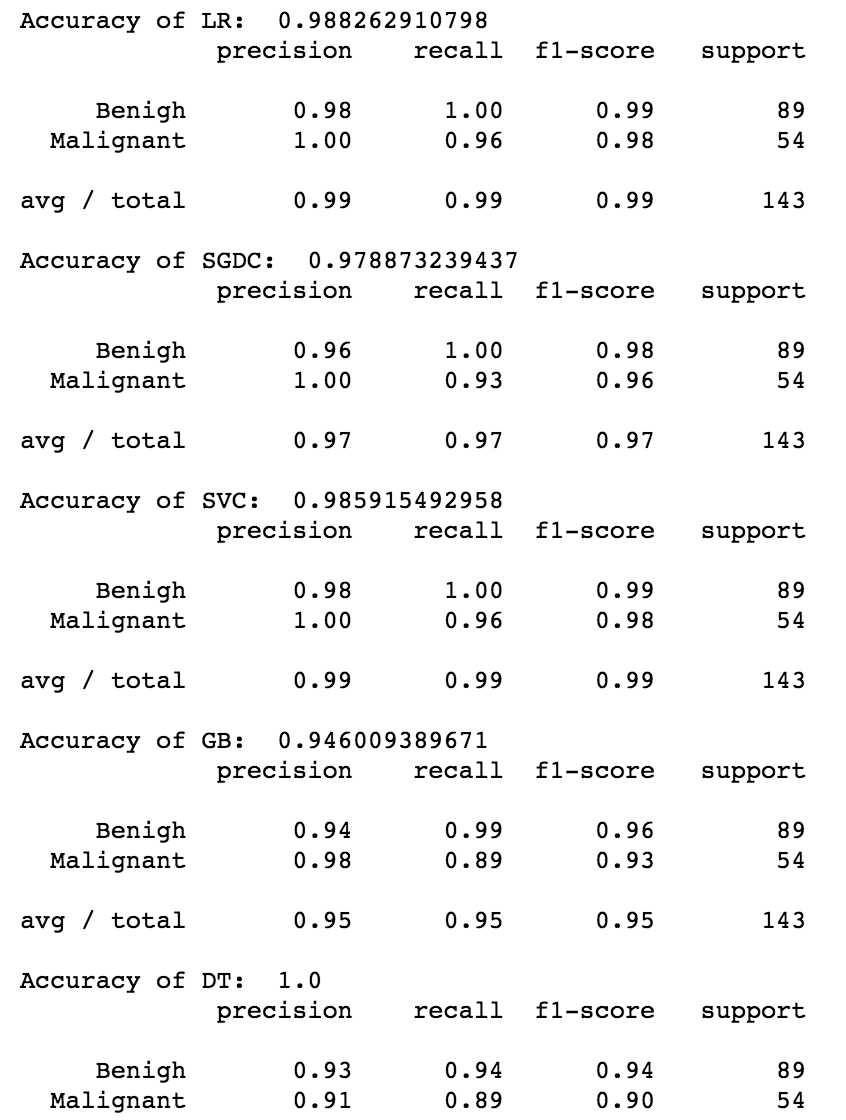 Accuracy of LR:  0.988262910798
precision    recall  f1-score   support
Benigh       0.98      1.00      0.99        89
Malignant       1.00      0.96      0.98        54
avg / total       0.99      0.99      0.99       143
Accuracy of SGDC:  0.978873239437
precision    recall  f1-score   support
Benigh       0.96      1.00      0.98        89
Malignant       1.00      0.93      0.96        54
avg / total       0.97      0.97      0.97       143
Accuracy of SVC:  0.985915492958
precision    recall  f1-score   support
Benigh       0.98      1.00      0.99        89
Malignant       1.00      0.96      0.98        54
avg / total       0.99      0.99      0.99       143
Accuracy of GB:  0.946009389671
precision    recall  f1-score   support
Benigh       0.94      0.99      0.96        89
Malignant       0.98      0.89      0.93        54
avg / total       0.95      0.95      0.95       143
Accuracy of DT:  1.0
precision    recall  f1-score   support
Benigh       0.93      0.94      0.94        89
Malignant       0.91      0.89      0.90        54